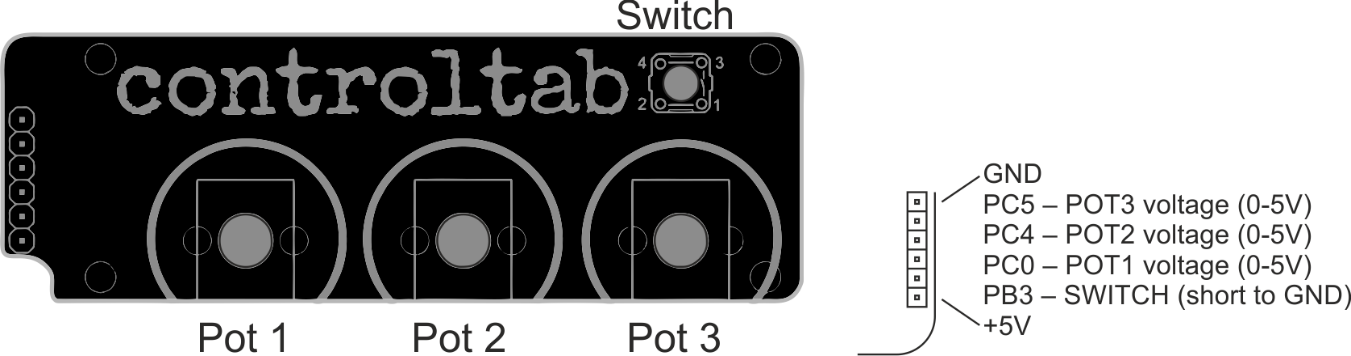 Switch
controltab
4 3
2 1
Pot 1 Pot 2 Pot 3
GND
PC5 – POT3 voltage (0-5V)
PC4 – POT2 voltage (0-5V)
PC0 – POT1 voltage (0-5V)
PB3 – SWITCH (short to GND)
+5V